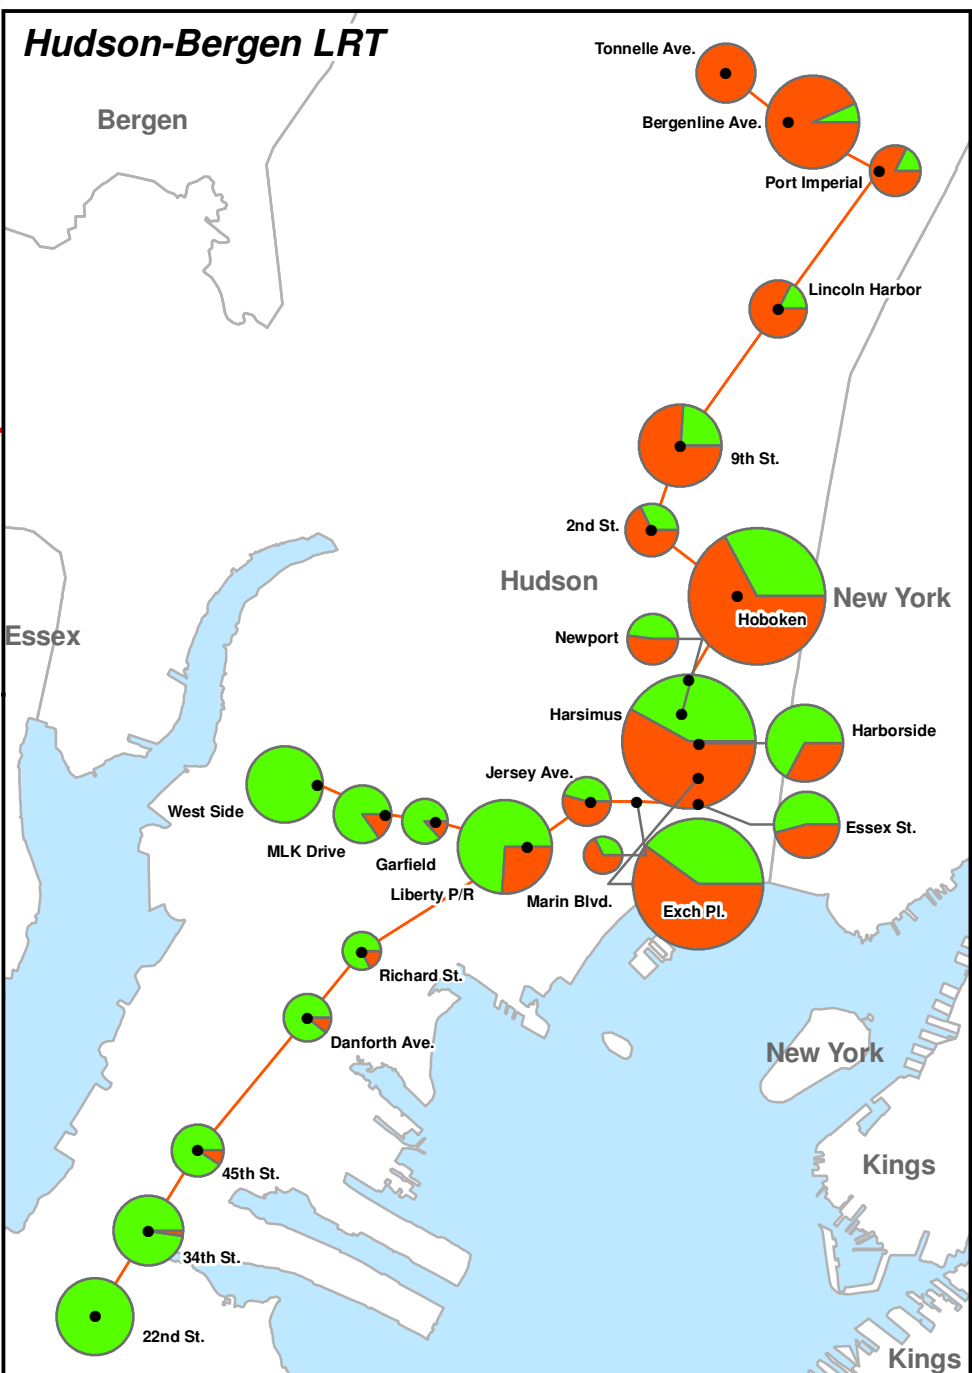 Hudson-Bergen LRT
Tonnelle Ave.
Bergen
Bergenline Ave.
Port Imperial
Lincoln Harbor
9th St.
2nd St.
Hudson
New York
Hoboken
Essex
Newport
Harsimus
Harborside
Jersey Ave.
West Side
Essex St.
MLK Drive
Garfield
Liberty P/R
Marin Blvd.
Exch Pl.
Richard St.
Danforth Ave.
New York
Kings
45th St.
34th St.
22nd St.
Kings